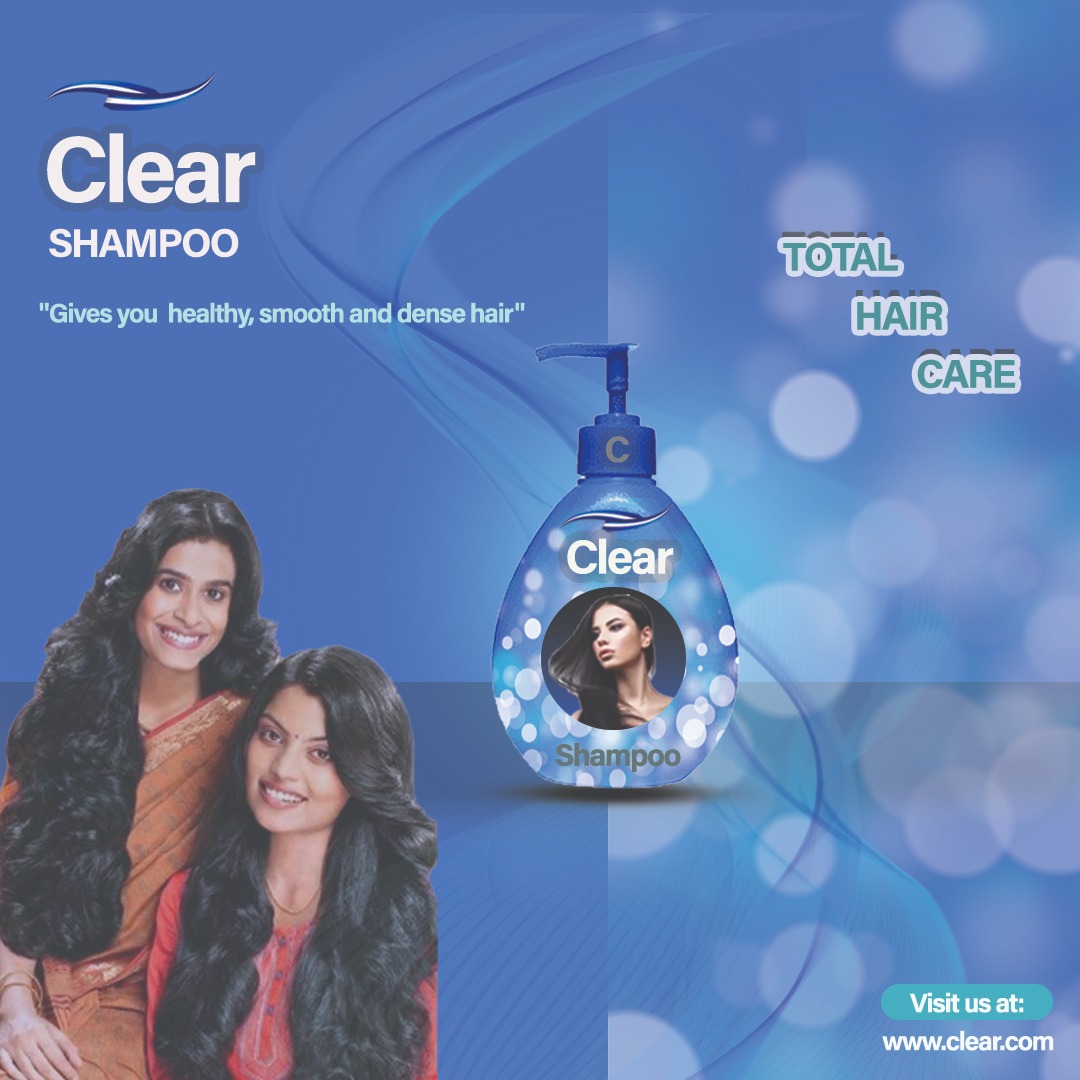 Clear
SHAMPOO
"Gives you  healthy, smooth and dense hair"
TOTAL
HAIR
CARE
C
Clear
Shampoo
Visit us at:
www.clear.com